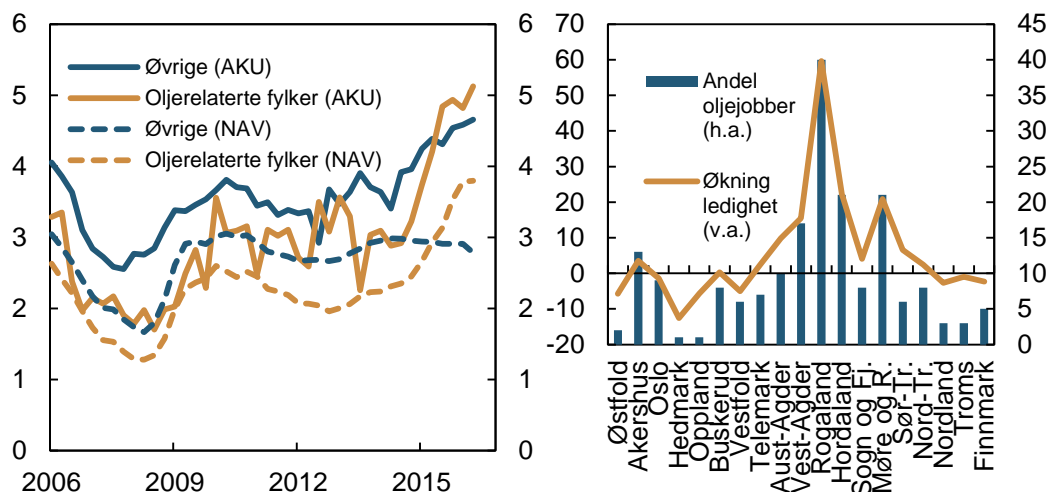 6
5
4
3
2
1
0
Øvrige (AKU)
Oljerelaterte fylker (AKU)
Øvrige (NAV)
Oljerelaterte fylker (NAV)
6
5
4
3
2
1
0
2006
2009
2012
2015
70
60
50
40
30
20
10
0
-10
-20
Andel
oljejobber
(h.a.)
Økning
ledighet
(v.a.)
45
40
35
30
25
20
15
10
5
0
Østfold
Akershus
Oslo
Hedmark
Oppland
Buskerud
Vestfold
Telemark
Aust-Agder
Vest-Agder
Rogaland
Hordaland
Sogn og Fj.
Møre og R.
Sør-Tr.
Nord-Tr.
Nordland
Troms
Finnmark